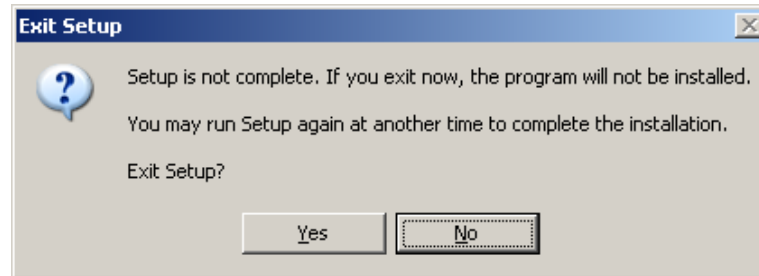 Exit Setup
Setup is not complete. If you exit now, the program will not be installed.
You may run Setup again at another time to complete the installation.
Exit Setup?
Yes
No